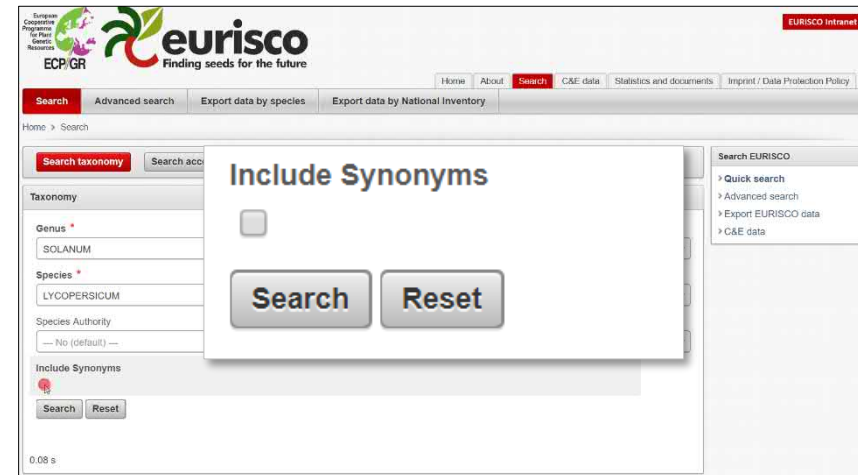 European
Cooperative
Programme
for Plant
Genetic
Resources
ECP/GR
eurisco
Finding seeds for the future
EURISCO Intranet
Home About Search C&E data Statistics and documents Imprint / Data Protection Policy
Search Advanced search Export data by species Export data by National Inventory
Home > Search
Search taxonomy Search acc
Taxonomy
Genus *
SOLANUM
Species *
LYCOPERSICUM
Species Authority
--- No (default) ---
Include Synonyms
Search Reset
0.08 s
Include Synonyms
Search Reset
Search EURISCO
> Quick search
> Advanced search
> Export EURISCO data
> C&E data